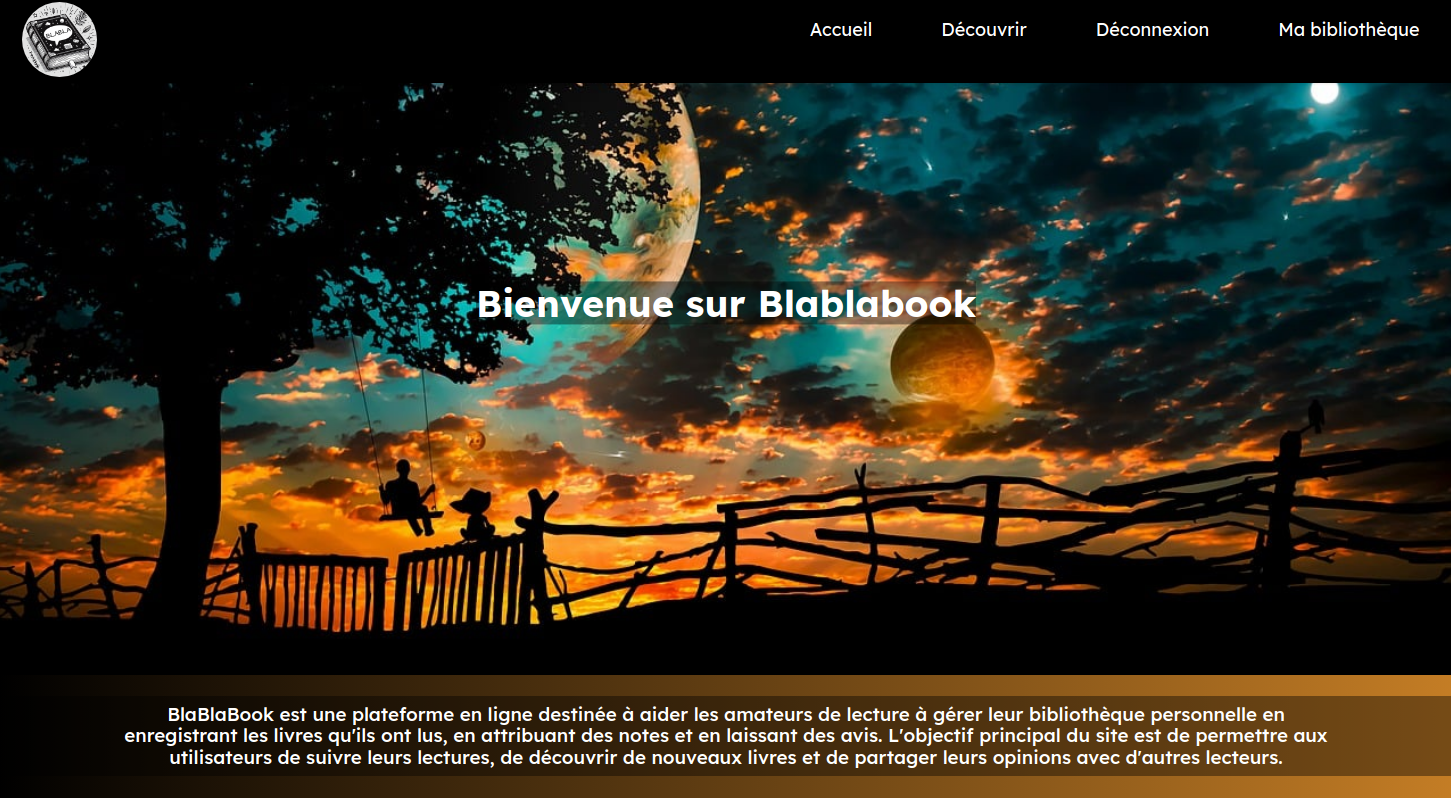 BLABLA
Accueil Découvrir Déconnexion Ma bibliothèque
Bienvenue sur Blablabook
BlaBlaBook est une plateforme en ligne destinée à aider les amateurs de lecture à gérer leur bibliothèque personnelle en
enregistrant les livres qu'ils ont lus, en attribuant des notes et en laissant des avis. L'objectif principal du site est de permettre aux
utilisateurs de suivre leurs lectures, de découvrir de nouveaux livres et de partager leurs opinions avec d'autres lecteurs.